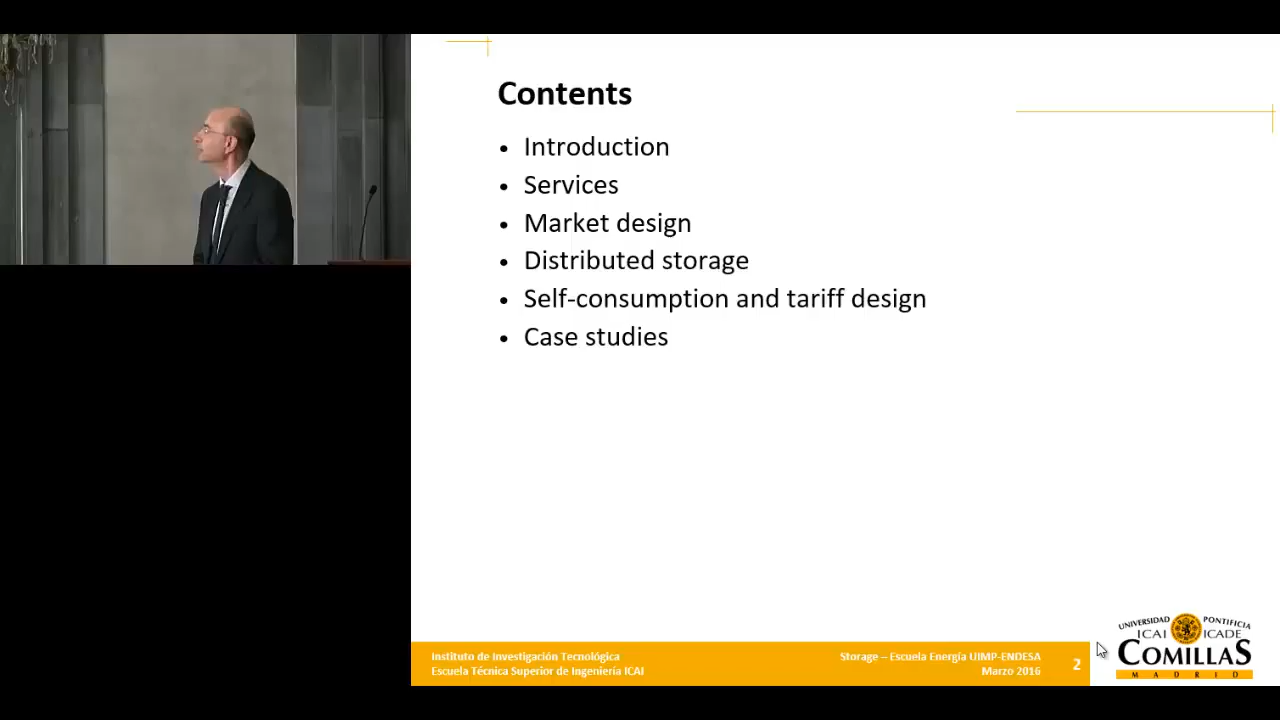 Contents
• Introduction
• Services
• Market design
• Distributed storage
• Self-consumption and tariff design
• Case studies
Instituto de Investigación Tecnológica
Escuela Técnica Superior de Ingeniería ICAI
Storage – Escuela Energía UIMP-ENDESA
Marzo 2016
2
UNIVERSIDAD PONTIFICIA
ICAI ICADE
COMILLAS
MADRID